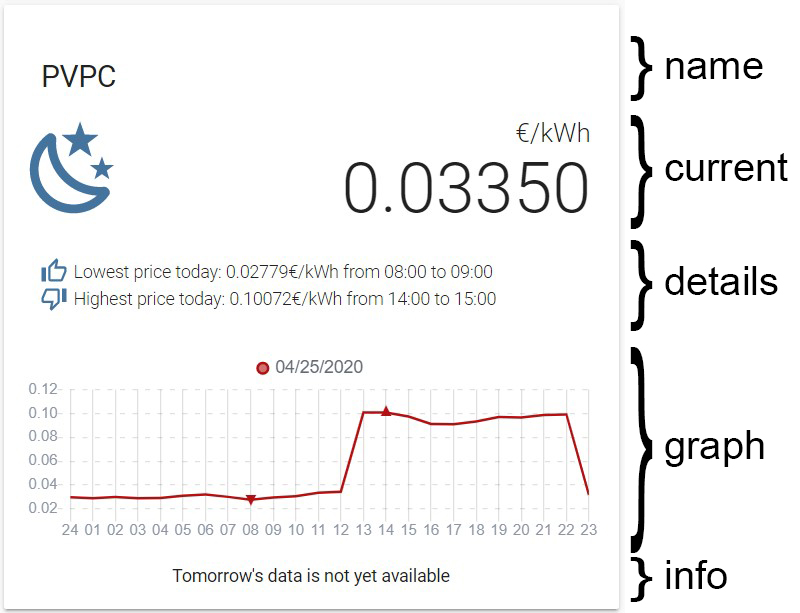 PVPC
name
€/kWh
0.03350
current
Lowest price today: 0.02779€/kWh from 08:00 to 09:00
Highest price today: 0.10072€/kWh from 14:00 to 15:00
details
04/25/2020
0.12
0.10
0.08
0.06
0.04
0.02
24 01 02 03 04 05 06 07 08 09 10 11 12 13 14 15 16 17 18 19 20 21 22 23
graph
Tomorrow's data is not yet available
info